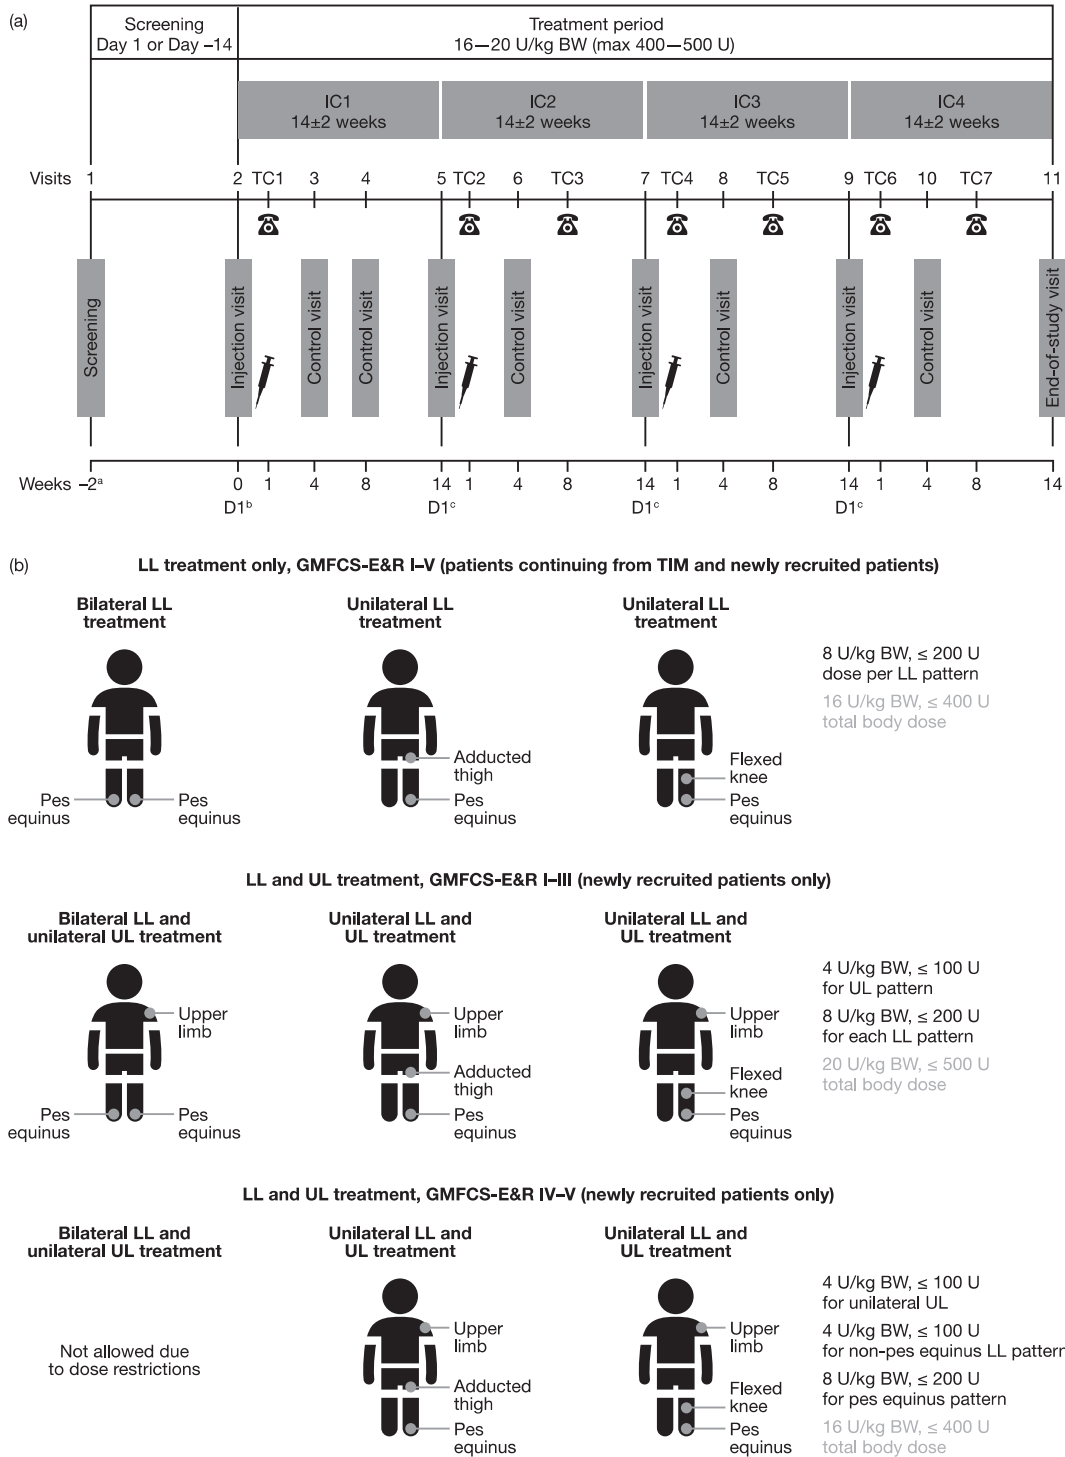 (a)
Screening
Day 1 or Day –14
Treatment period
16—20 U/kg BW (max 400—500 U)
IC1
14±2 weeks
IC2
14±2 weeks
IC3
14±2 weeks
IC4
14±2 weeks
Visits 1 2 TC1 3 4 5 TC2 6 TC3 7 TC4 8 TC5 9 TC6 10 TC7 11
Screening
Injection visit
Control visit
Control visit
Injection visit
Control visit
Injection visit
Control visit
Injection visit
Control visit
End-of-study visit
Weeks –2ᵃ 0 1 4 8 14 1 4 8 14 1 4 8 14 1 4 8 14
D1ᵇ D1ᶜ D1ᶜ D1ᶜ
(b)
LL treatment only, GMFCS-E&R I–V (patients continuing from TIM and newly recruited patients)
Bilateral LL
treatment
Pes
equinus
Pes
equinus
Unilateral LL
treatment
Adducted
thigh
Pes
equinus
Unilateral LL
treatment
Flexed
knee
Pes
equinus
8 U/kg BW, ≤ 200 U
dose per LL pattern
16 U/kg BW, ≤ 400 U
total body dose
LL and UL treatment, GMFCS-E&R I–III (newly recruited patients only)
Bilateral LL and
unilateral UL treatment
Upper
limb
Pes
equinus
Pes
equinus
Unilateral LL and
UL treatment
Upper
limb
Adducted
thigh
Pes
equinus
Unilateral LL and
UL treatment
Upper
limb
Flexed
knee
Pes
equinus
4 U/kg BW, ≤ 100 U
for UL pattern
8 U/kg BW, ≤ 200 U
for each LL pattern
20 U/kg BW, ≤ 500 U
total body dose
LL and UL treatment, GMFCS-E&R IV–V (newly recruited patients only)
Bilateral LL and
unilateral UL treatment
Not allowed due
to dose restrictions
Unilateral LL and
UL treatment
Upper
limb
Adducted
thigh
Pes
equinus
Unilateral LL and
UL treatment
Upper
limb
Flexed
knee
Pes
equinus
4 U/kg BW, ≤ 100 U
for unilateral UL
4 U/kg BW, ≤ 100 U
for non-pes equinus LL pattern
8 U/kg BW, ≤ 200 U
for pes equinus pattern
16 U/kg BW, ≤ 400 U
total body dose